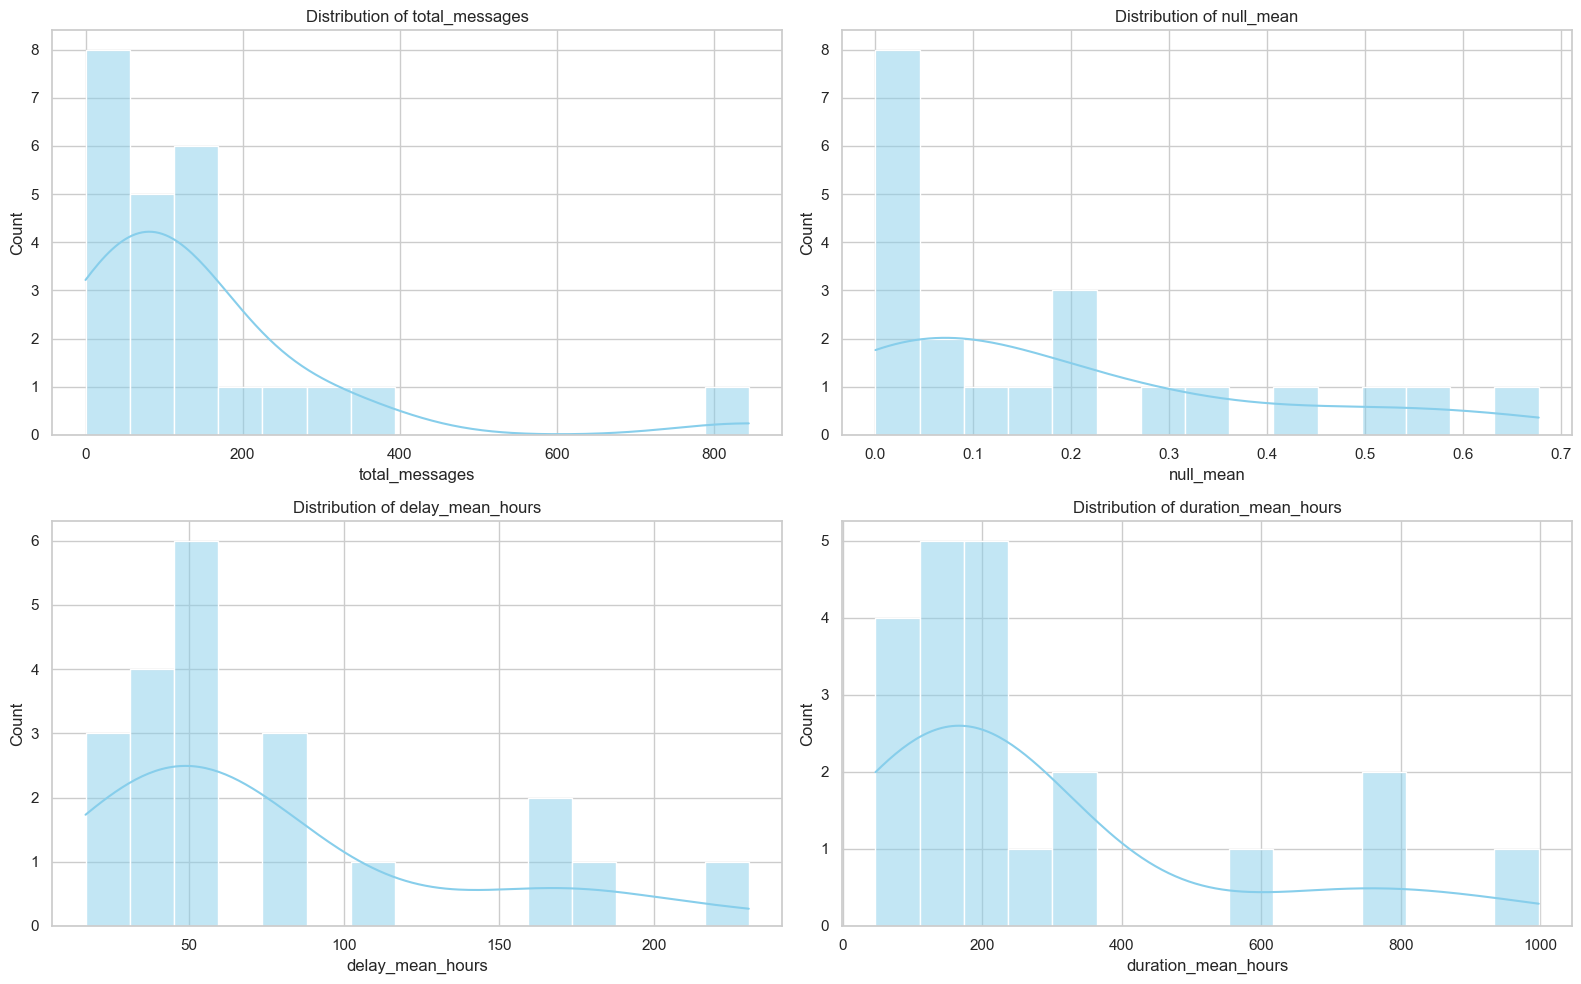 Distribution of total_messages
8
7
6
5
4
3
2
1
0
Count
0 200 400 600 800
total_messages
Distribution of null_mean
8
7
6
5
4
3
2
1
0
Count
0.0 0.1 0.2 0.3 0.4 0.5 0.6 0.7
null_mean
Distribution of delay_mean_hours
6
5
4
3
2
1
0
Count
50 100 150 200
delay_mean_hours
Distribution of duration_mean_hours
5
4
3
2
1
0
Count
0 200 400 600 800 1000
duration_mean_hours